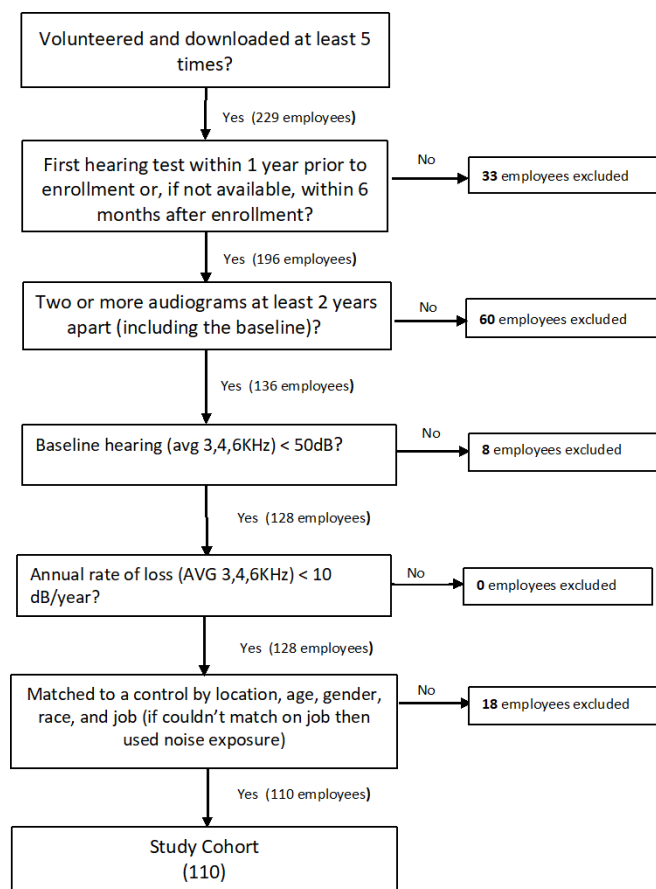 Volunteered and downloaded at least 5
times?
Yes (229 employees)
First hearing test within 1 year prior to
enrollment or, if not available, within 6
months after enrollment?
No
33 employees excluded
Yes (196 employees)
Two or more audiograms at least 2 years
apart (including the baseline)?
No
60 employees excluded
Yes (136 employees)
Baseline hearing (avg 3,4,6KHz) < 50dB?
No
8 employees excluded
Yes (128 employees)
Annual rate of loss (AVG 3,4,6KHz) < 10
dB/year?
No
0 employees excluded
Yes (128 employees)
Matched to a control by location, age, gender,
race, and job (if couldn't match on job then
used noise exposure)
No
18 employees excluded
Yes (110 employees)
Study Cohort
(110)